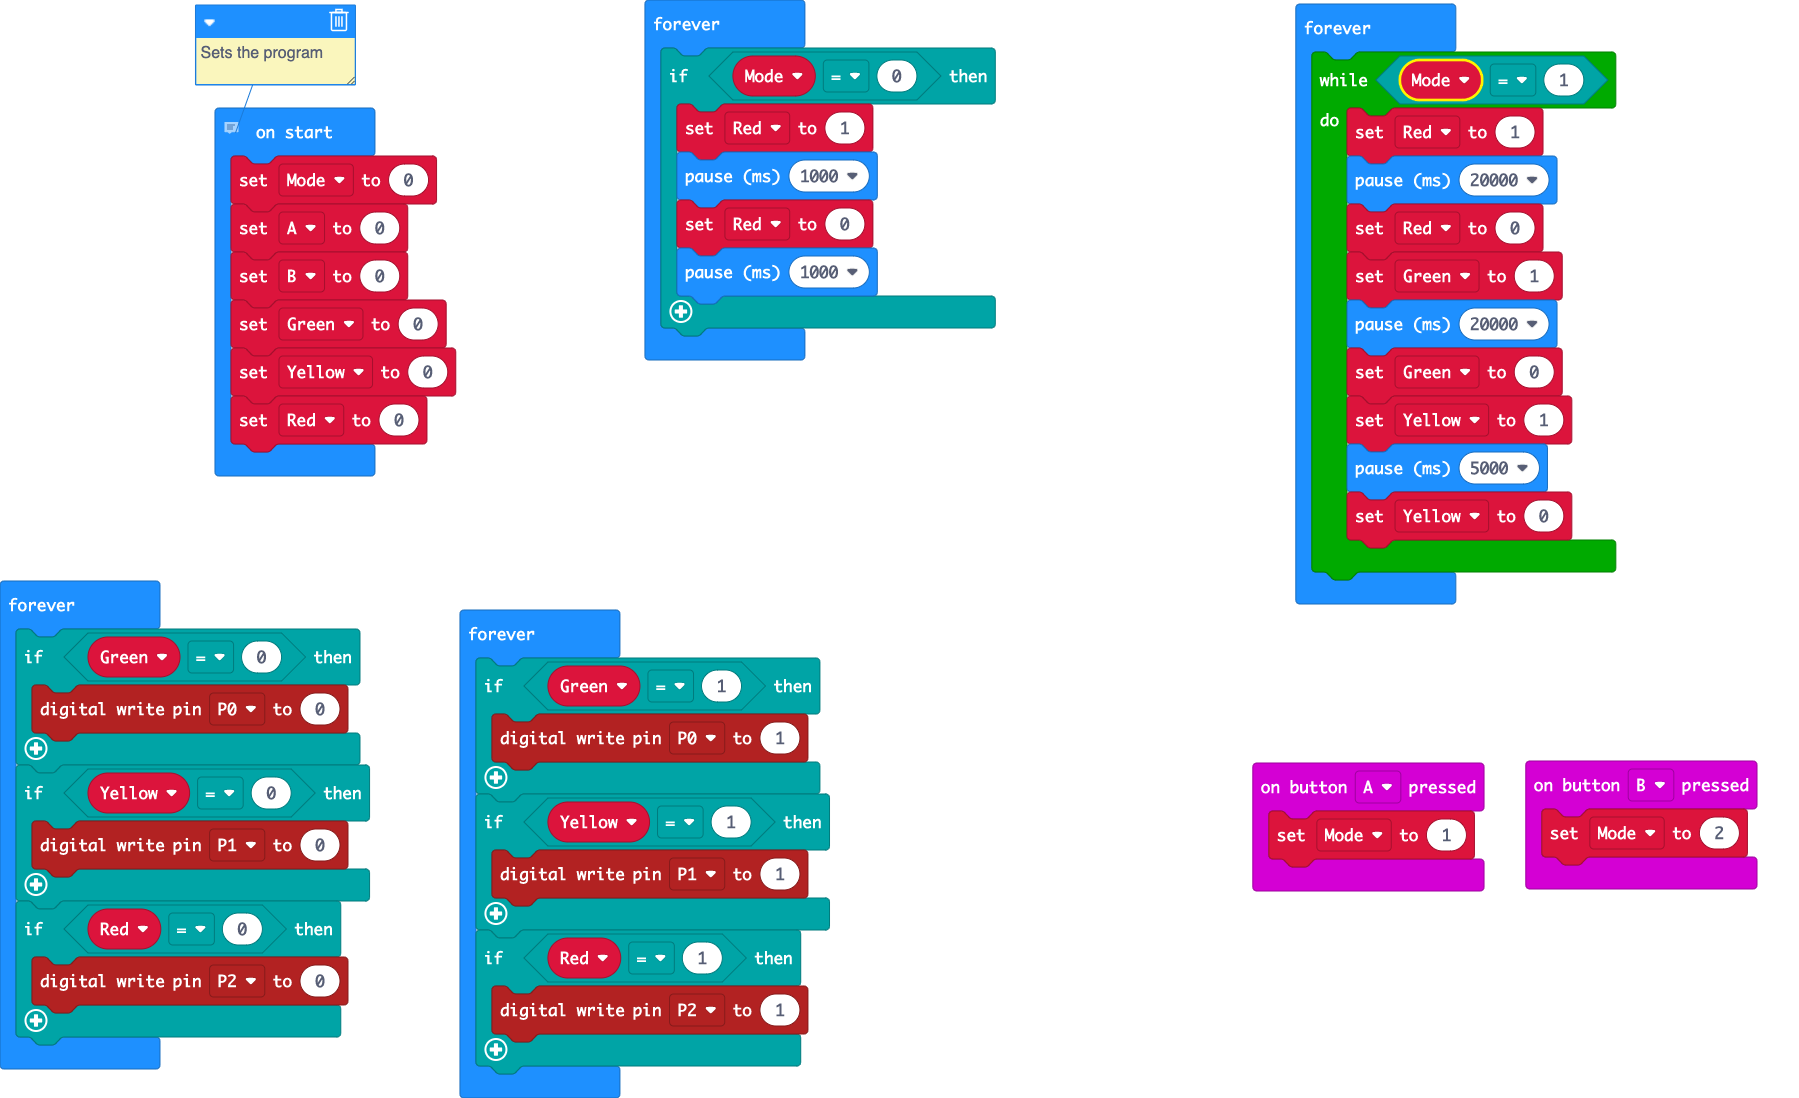 Sets the program
on start
set Mode to 0
set A to 0
set B to 0
set Green to 0
set Yellow to 0
set Red to 0
forever
if Mode = 0 then
set Red to 1
pause (ms) 1000
set Red to 0
pause (ms) 1000
forever
while Mode = 1
do
set Red to 1
pause (ms) 20000
set Red to 0
set Green to 1
pause (ms) 20000
set Green to 0
set Yellow to 1
pause (ms) 5000
set Yellow to 0
forever
if Green = 0 then
digital write pin P0 to 0
if Yellow = 0 then
digital write pin P1 to 0
if Red = 0 then
digital write pin P2 to 0
forever
if Green = 1 then
digital write pin P0 to 1
if Yellow = 1 then
digital write pin P1 to 1
if Red = 1 then
digital write pin P2 to 1
on button A pressed
set Mode to 1
on button B pressed
set Mode to 2